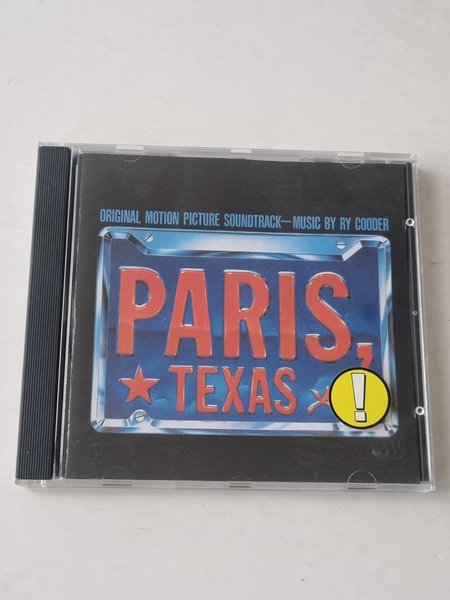 ORIGINAL MOTION PICTURE SOUNDTRACK—MUSIC BY RY COODER
PARIS,
TEXAS
!